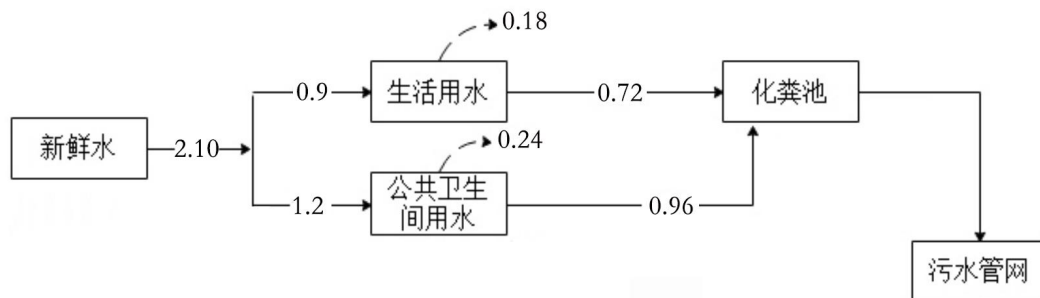 0.18
0.9
生活用水
0.72
化粪池
新鲜水
2.10
0.24
1.2
公共卫生
间用水
0.96
污水管网